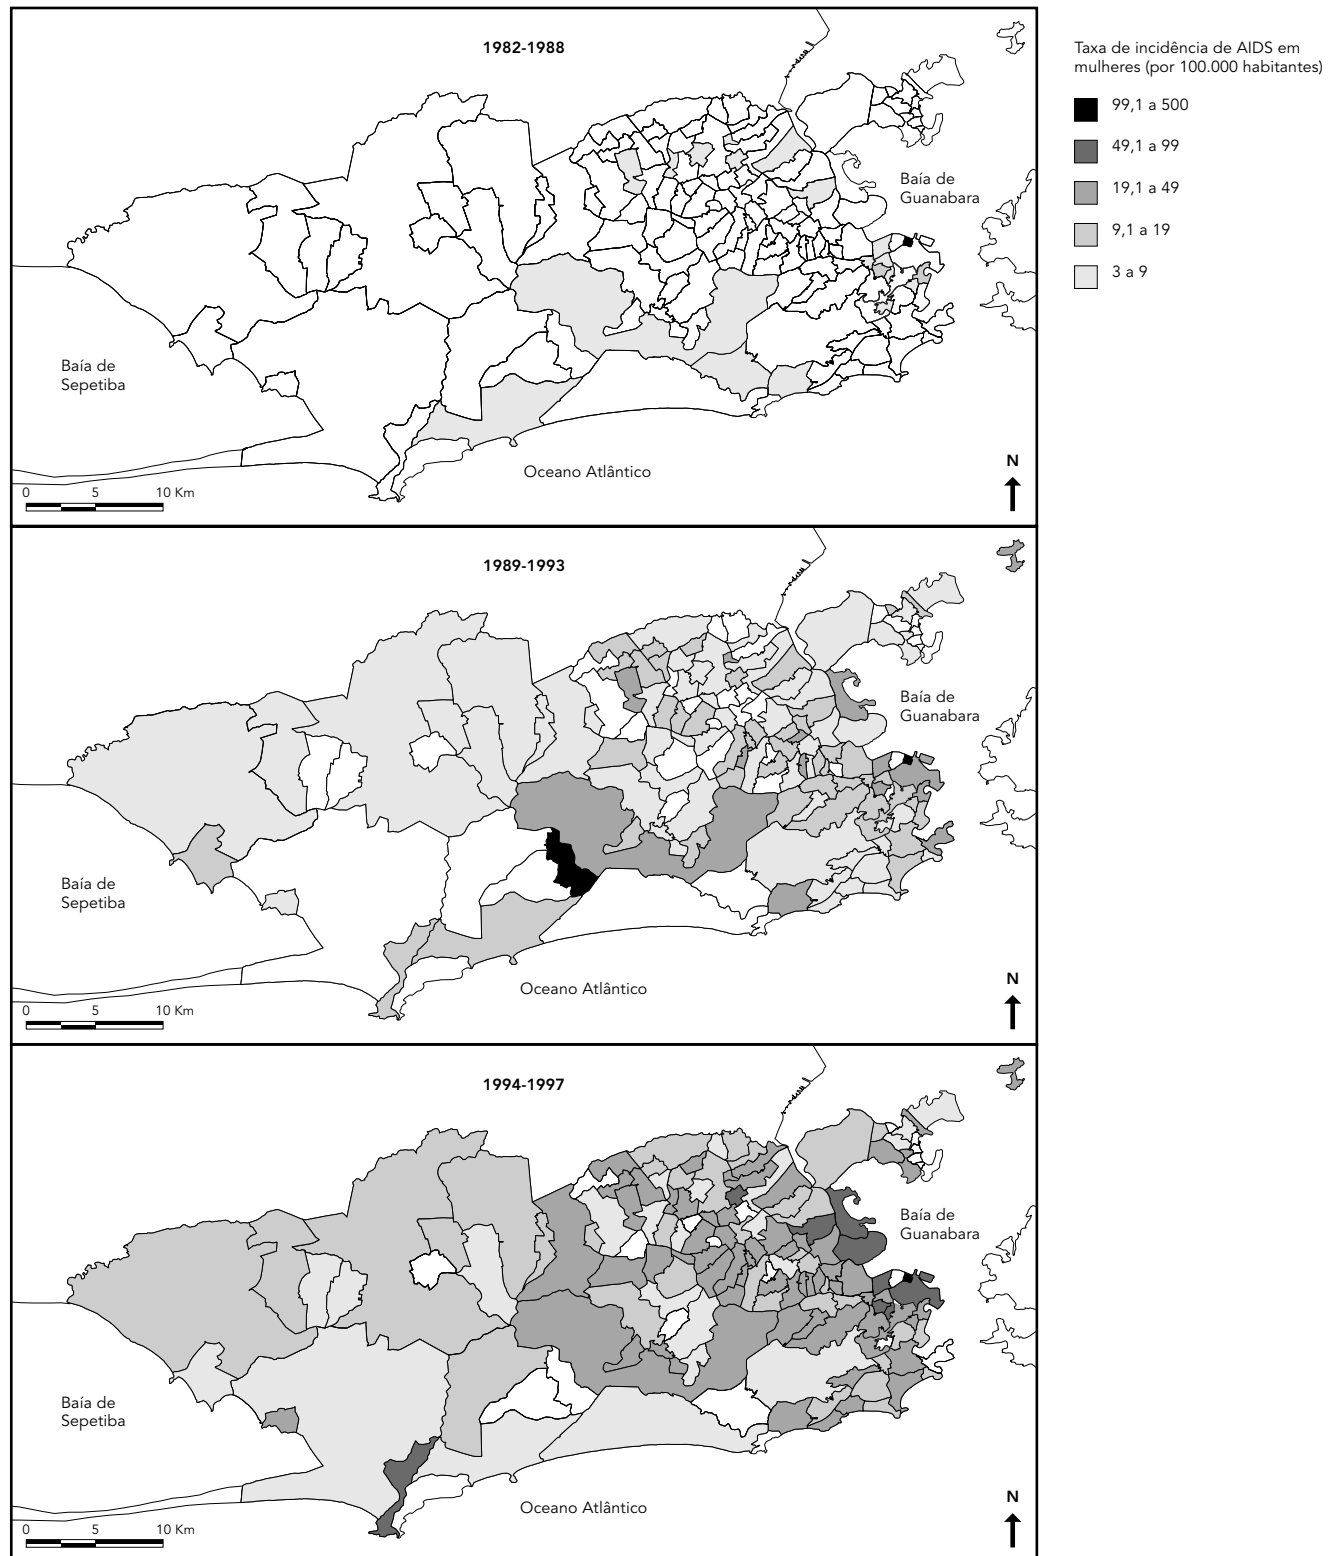 1982-1988
Baía de
Guanabara
Baía de
Sepetiba
Oceano Atlântico
N
0 5 10 Km
Taxa de incidência de AIDS em
mulheres (por 100.000 habitantes)
99,1 a 500
49,1 a 99
19,1 a 49
9,1 a 19
3 a 9
1989-1993
Baía de
Guanabara
Baía de
Sepetiba
Oceano Atlântico
N
0 5 10 Km
1994-1997
Baía de
Guanabara
Baía de
Sepetiba
Oceano Atlântico
N
0 5 10 Km